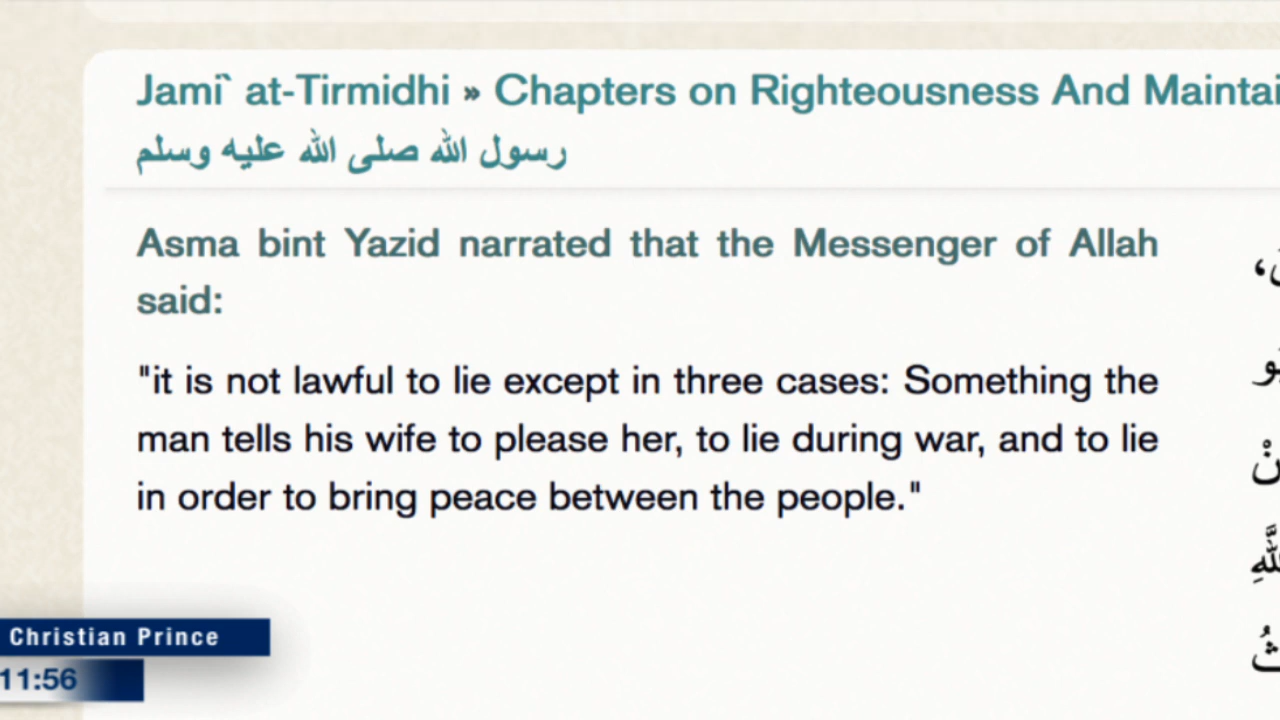 Jami` at-Tirmidhi » Chapters on Righteousness And Maintai
رسول الله صلى الله عليه وسلم
Asma bint Yazid narrated that the Messenger of Allah
said:
"it is not lawful to lie except in three cases: Something the
man tells his wife to please her, to lie during war, and to lie
in order to bring peace between the people."
Christian Prince
11:56